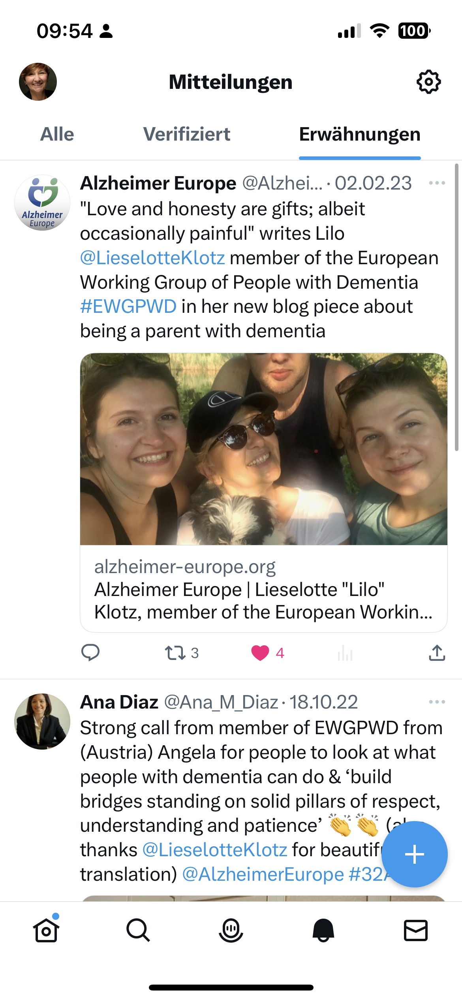 09:54
100
Mitteilungen
Alle Verifiziert Erwähnungen
Alzheimer Europe @Alzhei... · 02.02.23
Alzheimer
Europe
"Love and honesty are gifts; albeit
occasionally painful" writes Lilo
@LieselotteKlotz member of the European
Working Group of People with Dementia
#EWGPWD in her new blog piece about
being a parent with dementia
alzheimer-europe.org
Alzheimer Europe | Lieselotte "Lilo"
Klotz, member of the European Workin...
3
4
Ana Diaz @Ana_M_Diaz · 18.10.22
Strong call from member of EWGPWD from
(Austria) Angela for people to look at what
people with dementia can do & ‘build
bridges standing on solid pillars of respect,
understanding and patience’ 👏👏
thanks @LieselotteKlotz for
translation) @AlzheimerEurope